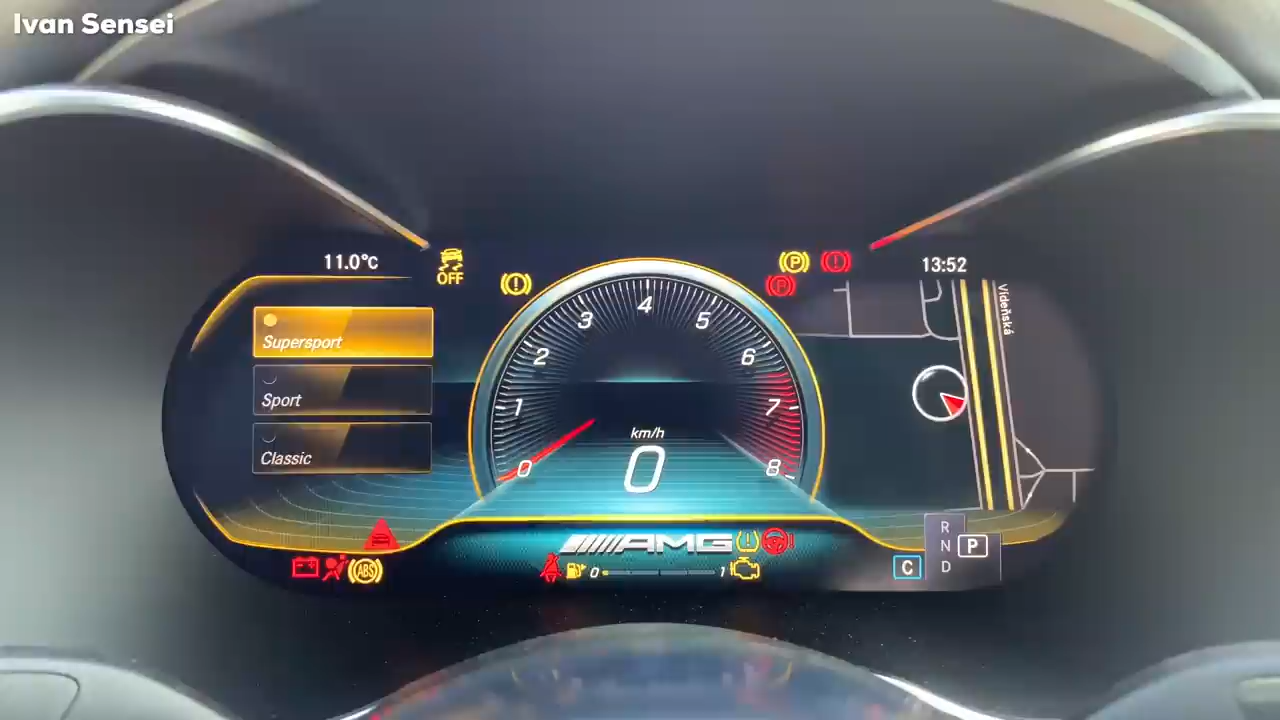 Ivan Sensei
11.0°C
OFF
13:52
Supersport
Sport
Classic
0
1
2
3
4
5
6
7
8
km/h
0
Vídeňská
P
P
ABS
AMG
0
1
C
R
N
D
P